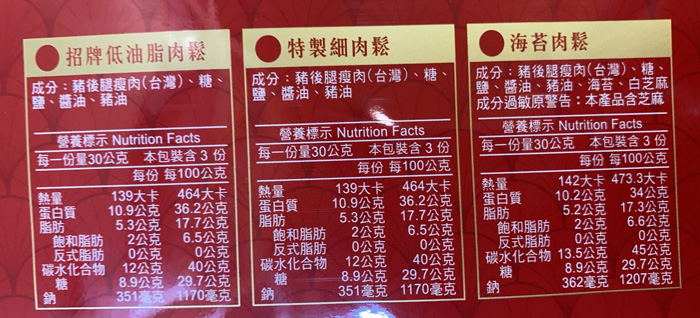 招牌低油脂肉鬆
成分：豬後腿瘦肉(台灣)、糖、
鹽、醬油、豬油
營養標示 Nutrition Facts
每一份量30公克 本包裝含 3 份
每份 每100公克
熱量 139大卡 464大卡
蛋白質 10.9公克 36.2公克
脂肪 5.3公克 17.7公克
飽和脂肪 2公克 6.5公克
反式脂肪 0公克 0公克
碳水化合物 12公克 40公克
糖 8.9公克 29.7公克
鈉 351毫克 1170毫克
特製細肉鬆
成分：豬後腿瘦肉(台灣)、糖、
鹽、醬油、豬油
營養標示 Nutrition Facts
每一份量30公克 本包裝含 3 份
每份 每100公克
熱量 139大卡 464大卡
蛋白質 10.9公克 36.2公克
脂肪 5.3公克 17.7公克
飽和脂肪 2公克 6.5公克
反式脂肪 0公克 0公克
碳水化合物 12公克 40公克
糖 8.9公克 29.7公克
鈉 351毫克 1170毫克
海苔肉鬆
成分：豬後腿瘦肉(台灣)、糖、
鹽、醬油、豬油、海苔、白芝麻
成分過敏原警告：本產品含芝麻
營養標示 Nutrition Facts
每一份量30公克 本包裝含 3 份
每份 每100公克
熱量 142大卡 473.3大卡
蛋白質 10.2公克 34公克
脂肪 5.2公克 17.3公克
飽和脂肪 2公克 6.6公克
反式脂肪 0公克 0公克
碳水化合物 13.5公克 45公克
糖 8.9公克 29.7公克
鈉 362毫克 1207毫克